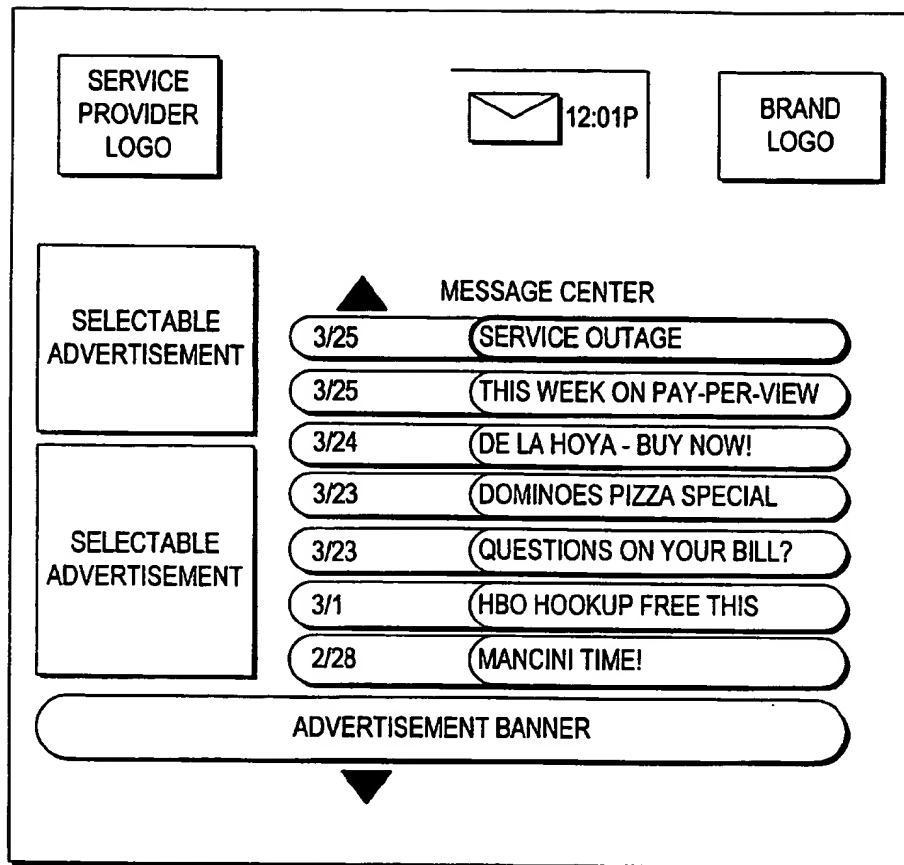 SERVICE
PROVIDER
LOGO
12:01P
BRAND
LOGO
SELECTABLE
ADVERTISEMENT
SELECTABLE
ADVERTISEMENT
MESSAGE CENTER
3/25 SERVICE OUTAGE
3/25 THIS WEEK ON PAY-PER-VIEW
3/24 DE LA HOYA - BUY NOW!
3/23 DOMINOES PIZZA SPECIAL
3/23 QUESTIONS ON YOUR BILL?
3/1 HBO HOOKUP FREE THIS
2/28 MANCINI TIME!
ADVERTISEMENT BANNER